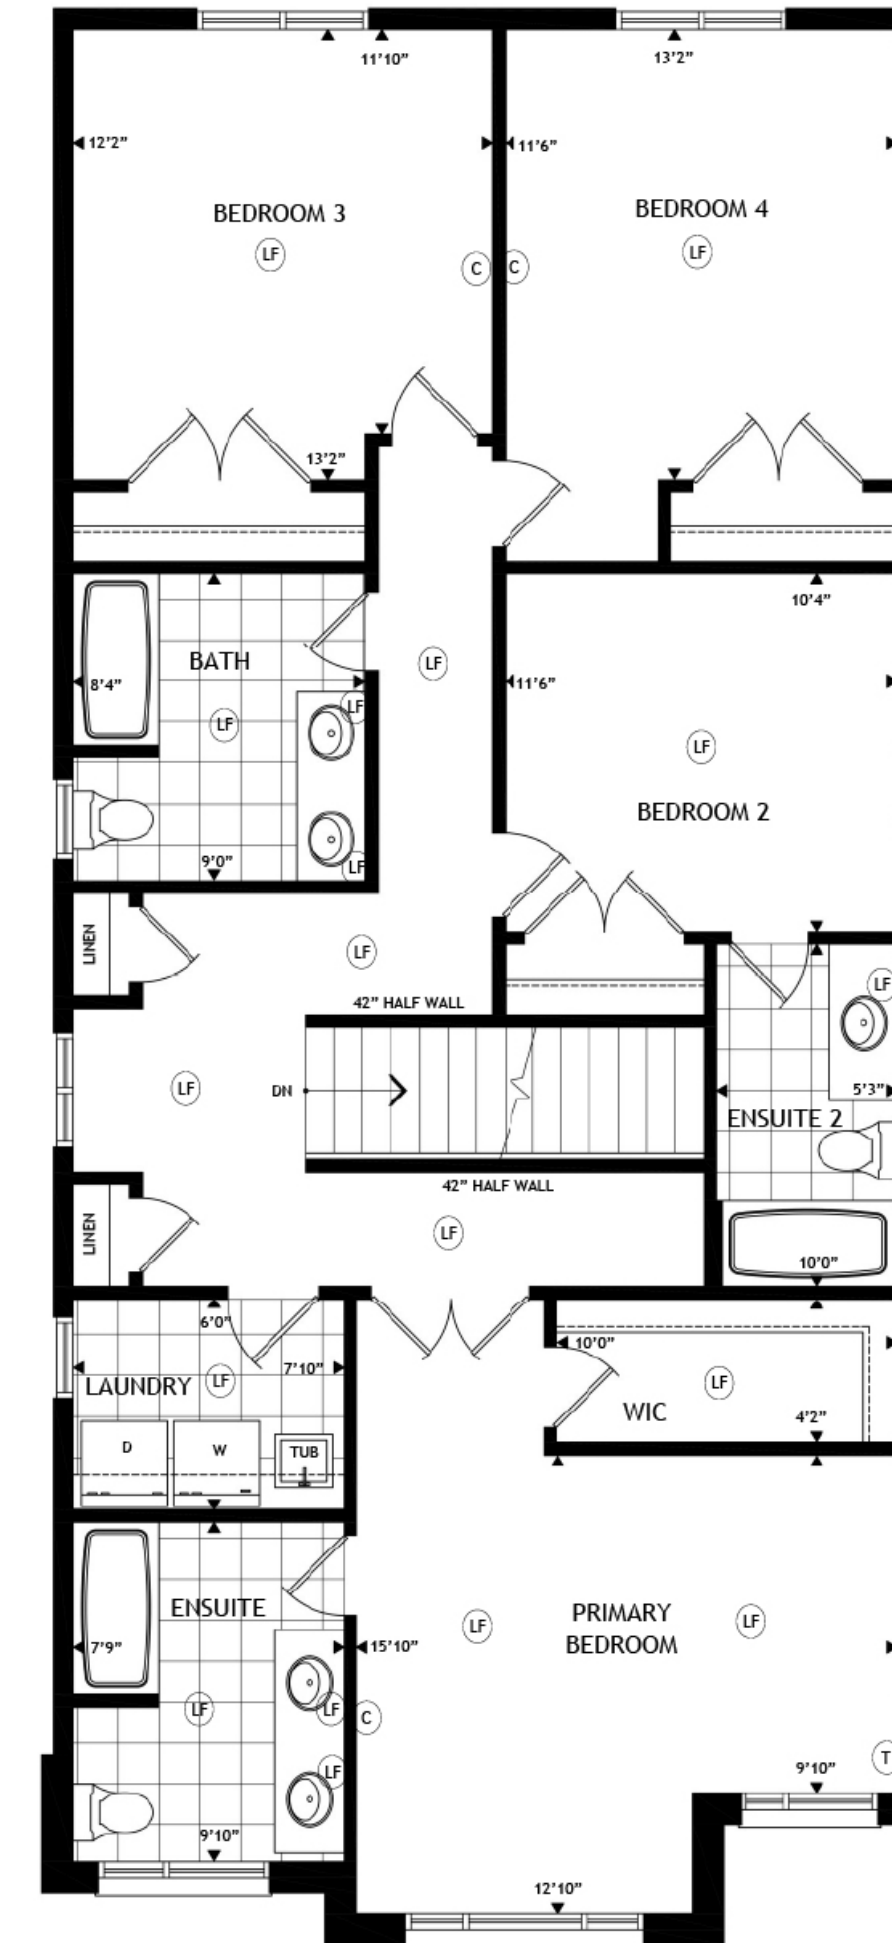 11'10"
13'2"
12'2"
11'6"
BEDROOM 3
BEDROOM 4
LF
LF
C
C
13'2"
10'4"
BATH
LF
8'4"
11'6"
LF
LF
LF
BEDROOM 2
9'0"
LF
LINEN
LF
LF
42" HALF WALL
LF
DN
5'3"
ENSUITE 2
42" HALF WALL
LINEN
LF
10'0"
6'0"
10'0"
7'10"
LAUNDRY
LF
LF
WIC
4'2"
D
W
TUB
ENSUITE
PRIMARY
BEDROOM
LF
LF
7'9"
15'10"
LF
LF
C
LF
T
9'10"
9'10"
12'10"